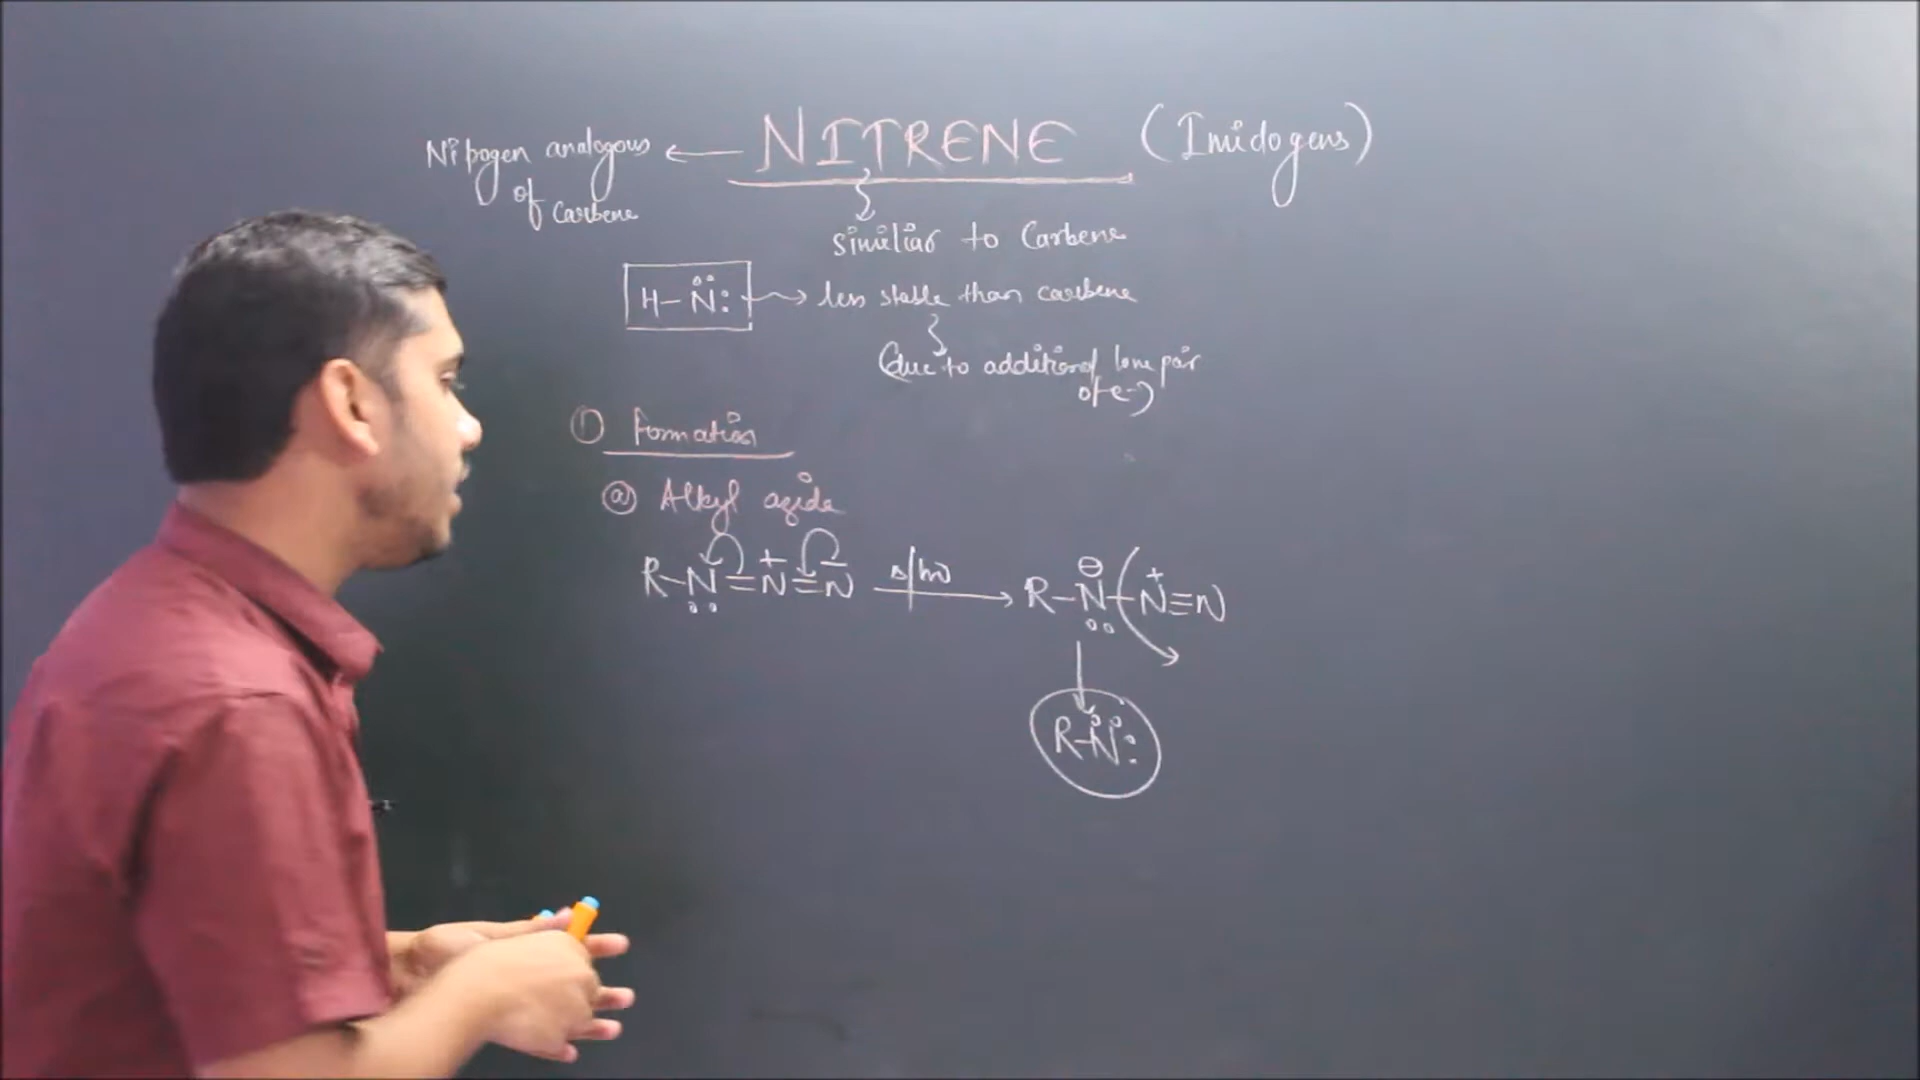 NITRENE (Imidogens)
Nitrogen analogous
of Carbene
similiar to Carbene
H–N̈: → less stable than carbene
(due to additional lone pair
of e-)
① Formation
ⓐ Alkyl azide
R–N̤=N⁺=N⁻ —Δ/hν→ R–N̤⊖–N⁺≡N
R–N̈: